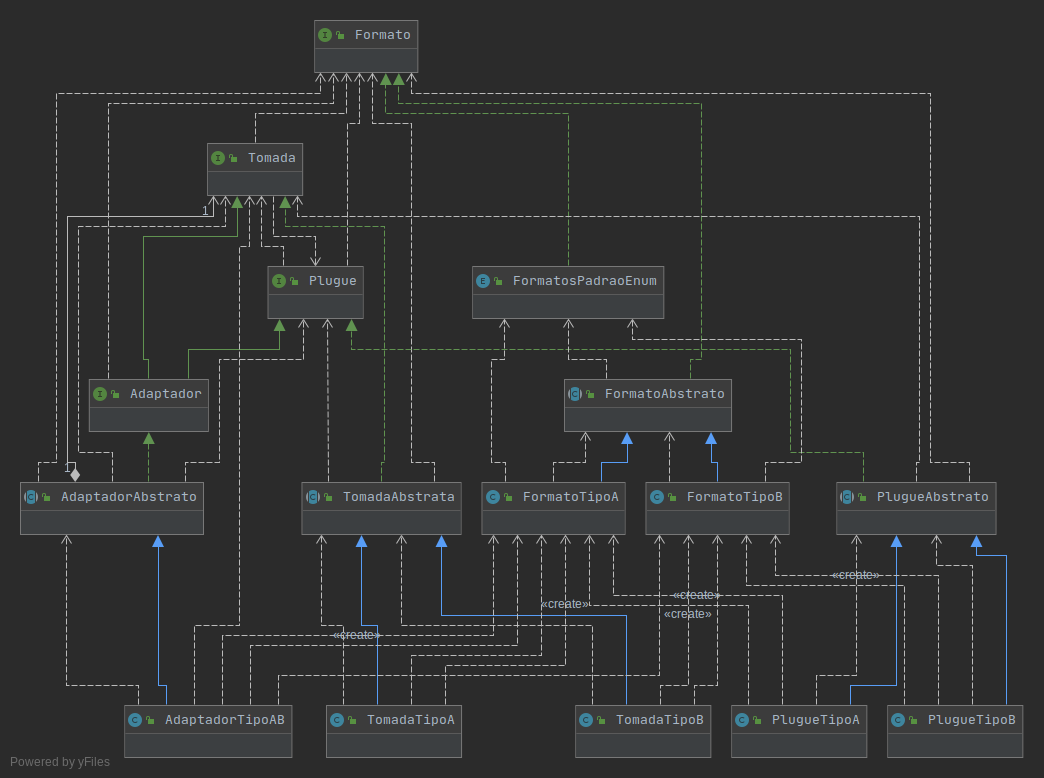 Formato
Tomada
1
Plugue
FormatosPadraoEnum
Adaptador
FormatoAbstrato
1
AdaptadorAbstrato
TomadaAbstrata
FormatoTipoA
FormatoTipoB
PlugueAbstrato
«create»
«create»
«create»
«create»
«create»
AdaptadorTipoAB
TomadaTipoA
TomadaTipoB
PlugueTipoA
PlugueTipoB
Powered by yFiles